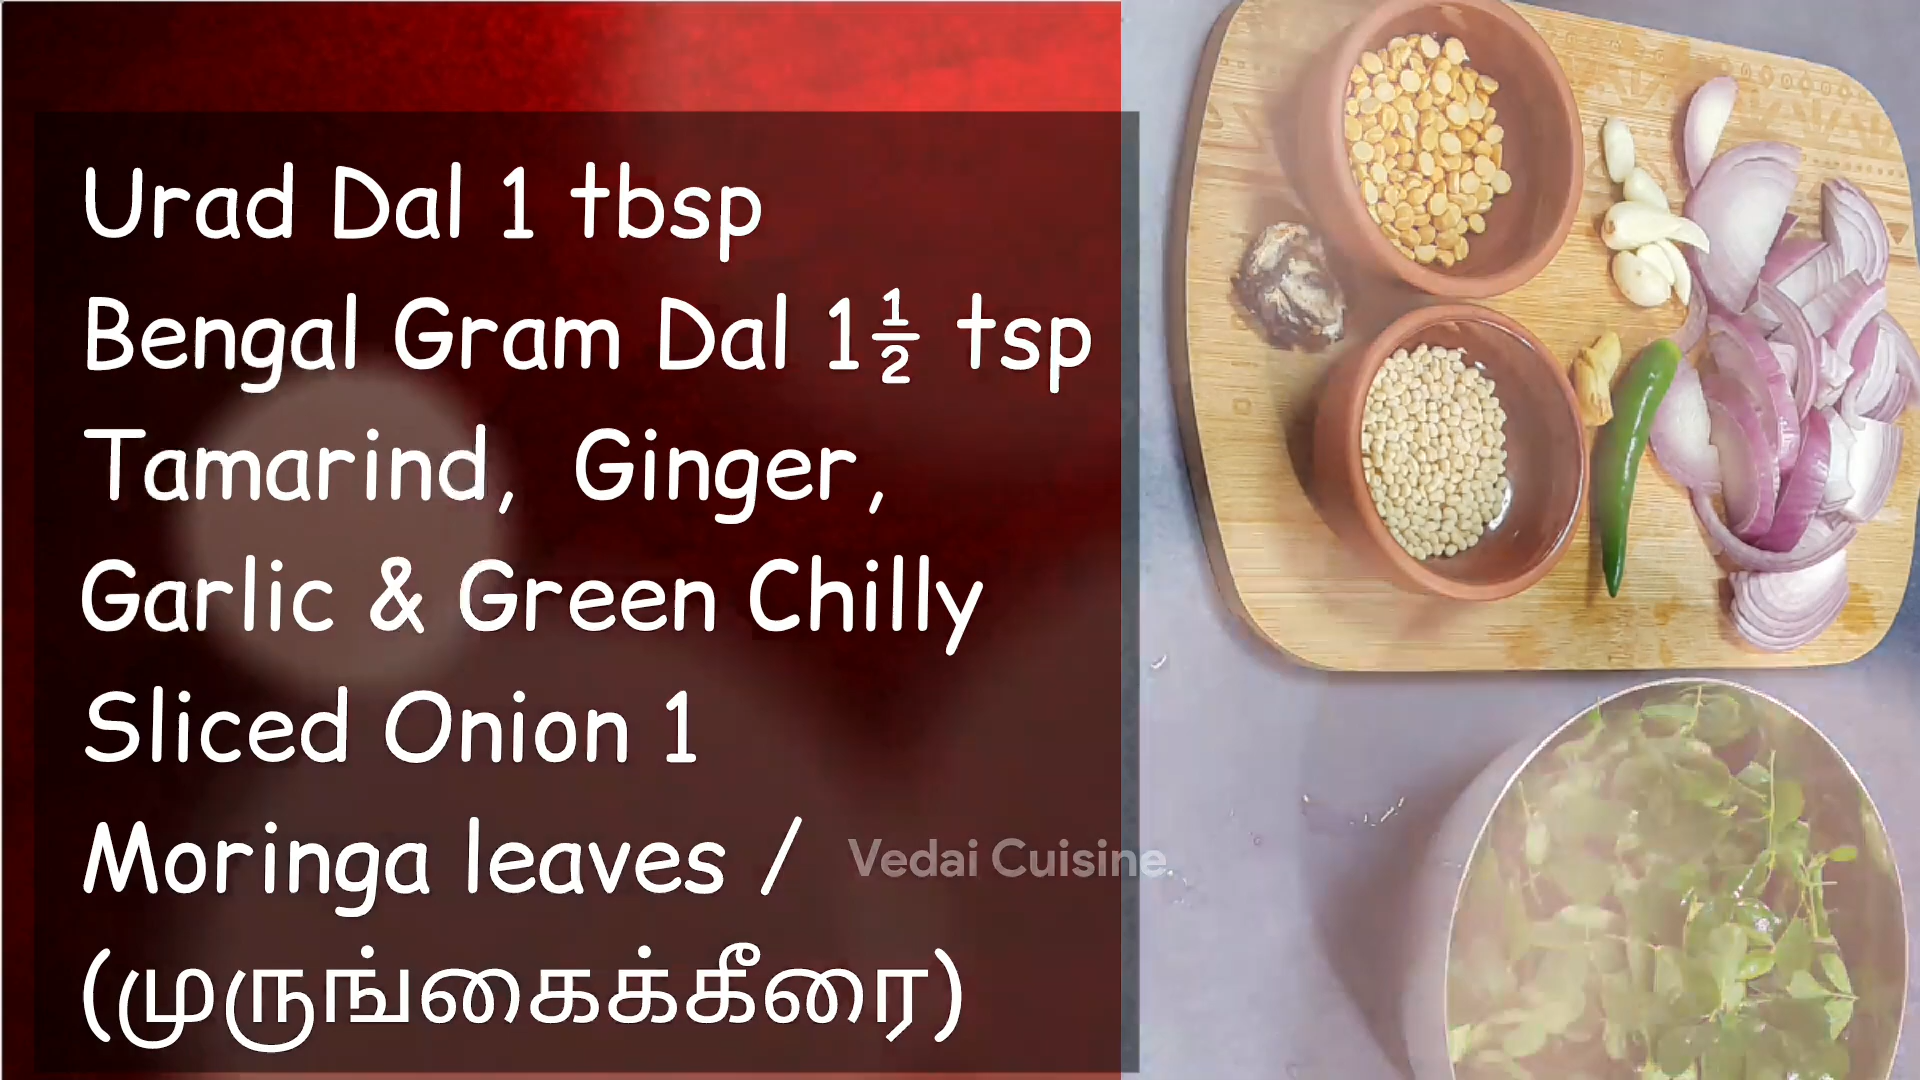 Urad Dal 1 tbsp
Bengal Gram Dal 1½ tsp
Tamarind, Ginger,
Garlic & Green Chilly
Sliced Onion 1
Moringa leaves /
(முருங்கைக்கீரை)
Vedai Cuisine